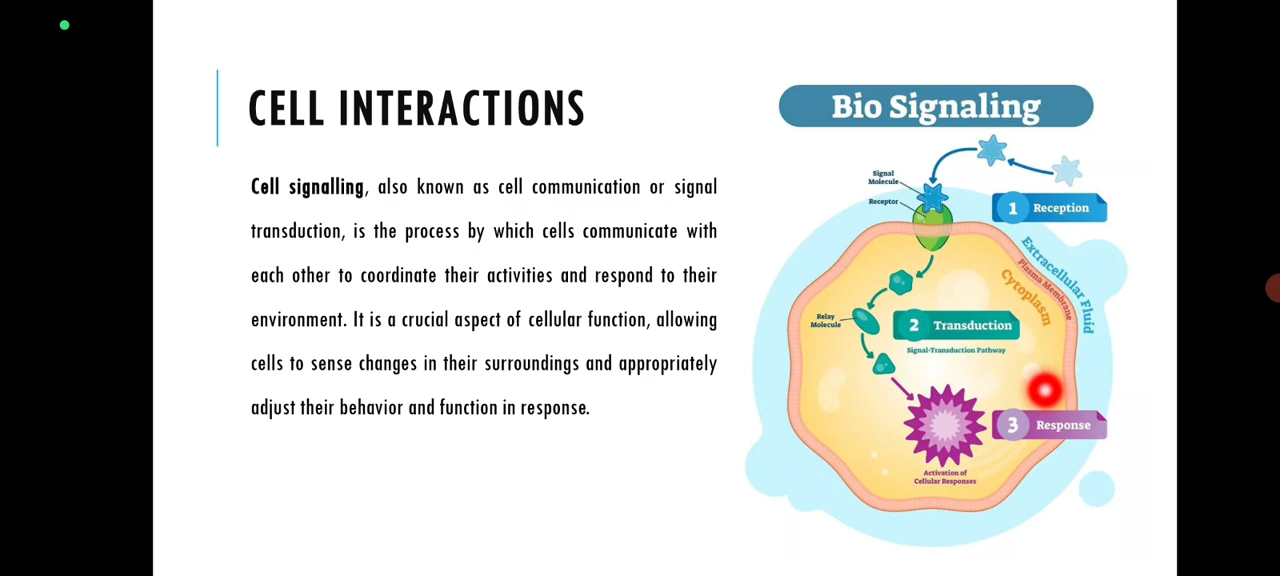 CELL INTERACTIONS
Cell signalling, also known as cell communication or signal
transduction, is the process by which cells communicate with
each other to coordinate their activities and respond to their
environment. It is a crucial aspect of cellular function, allowing
cells to sense changes in their surroundings and appropriately
adjust their behavior and function in response.
Bio Signaling
Signal
Molecule
Receptor
1 Reception
Extracellular Fluid
Plasma Membrane
Cytoplasm
Relay
Molecule
2 Transduction
Signal-Transduction Pathway
3 Response
Activation of
Cellular Responses